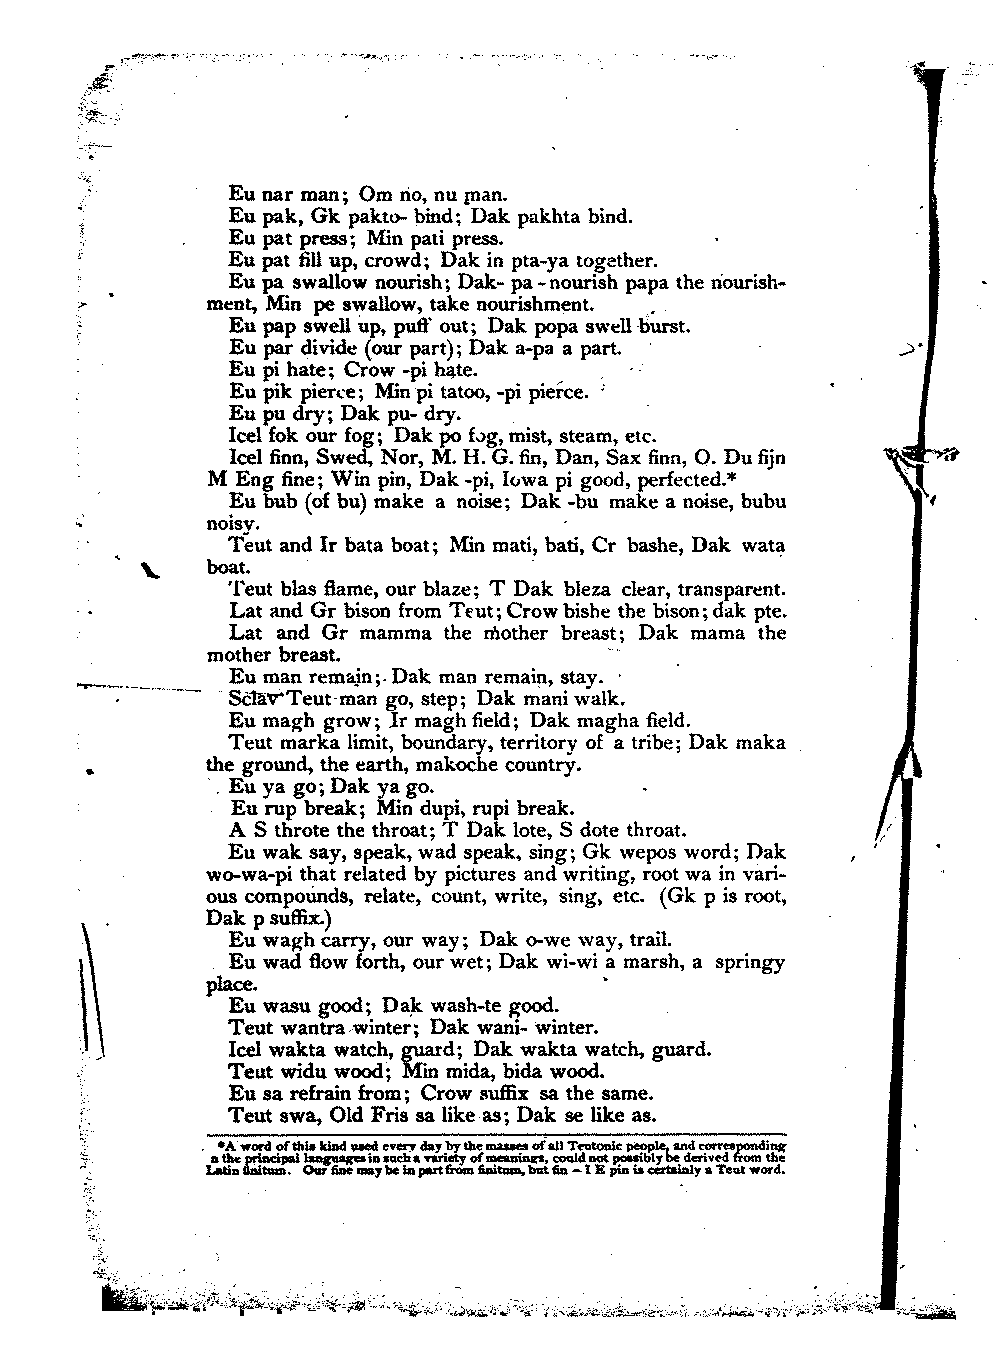 Eu nar man; Om no, nu man.
Eu pak, Gk pakto- bind; Dak pakhta bind.
Eu pat press; Min pati press.
Eu pat fill up, crowd; Dak in pta-ya together.
Eu pa swallow nourish; Dak- pa - nourish papa the nourish-
ment, Min pe swallow, take nourishment.
Eu pap swell up, puff out; Dak popa swell burst.
Eu par divide (our part); Dak a-pa a part.
Eu pi hate; Crow -pi hate.
Eu pik pierce; Min pi tatoo, -pi pierce.
Eu pu dry; Dak pu- dry.
Icel fok our fog; Dak po fog, mist, steam, etc.
Icel finn, Swed, Nor, M. H. G. fin, Dan, Sax finn, O. Du fijn
M Eng fine; Win pin, Dak -pi, Iowa pi good, perfected.*
Eu bub (of bu) make a noise; Dak -bu make a noise, bubu
noisy.
Teut and Ir bata boat; Min mati, bati, Cr bashe, Dak wata
boat.
Teut blas flame, our blaze; T Dak bleza clear, transparent.
Lat and Gr bison from Teut; Crow bishe the bison; dak pte.
Lat and Gr mamma the mother breast; Dak mama the
mother breast.
Eu man remain; Dak man remain, stay.
Sclav Teut man go, step; Dak mani walk.
Eu magh grow; Ir magh field; Dak magha field.
Teut marka limit, boundary, territory of a tribe; Dak maka
the ground, the earth, makoche country.
Eu ya go; Dak ya go.
Eu rup break; Min dupi, rupi break.
A S throte the throat; T Dak lote, S dote throat.
Eu wak say, speak, wad speak, sing; Gk wepos word; Dak
wo-wa-pi that related by pictures and writing, root wa in vari-
ous compounds, relate, count, write, sing, etc. (Gk p is root,
Dak p suffix.)
Eu wagh carry, our way; Dak o-we way, trail.
Eu wad flow forth, our wet; Dak wi-wi a marsh, a springy
place.
Eu wasu good; Dak wash-te good.
Teut wantra winter; Dak wani- winter.
Icel wakta watch, guard; Dak wakta watch, guard.
Teut widu wood; Min mida, bida wood.
Eu sa refrain from; Crow suffix sa the same.
Teut swa, Old Fris sa like as; Dak se like as.
*A word of this kind used every day by the masses of all Teutonic people, and corresponding
n the principal languages in such a variety of meanings, could not possibly be derived from the
Latin finitum. Our fine may be in part from finitum, but fin – I E pin is certainly a Teut word.